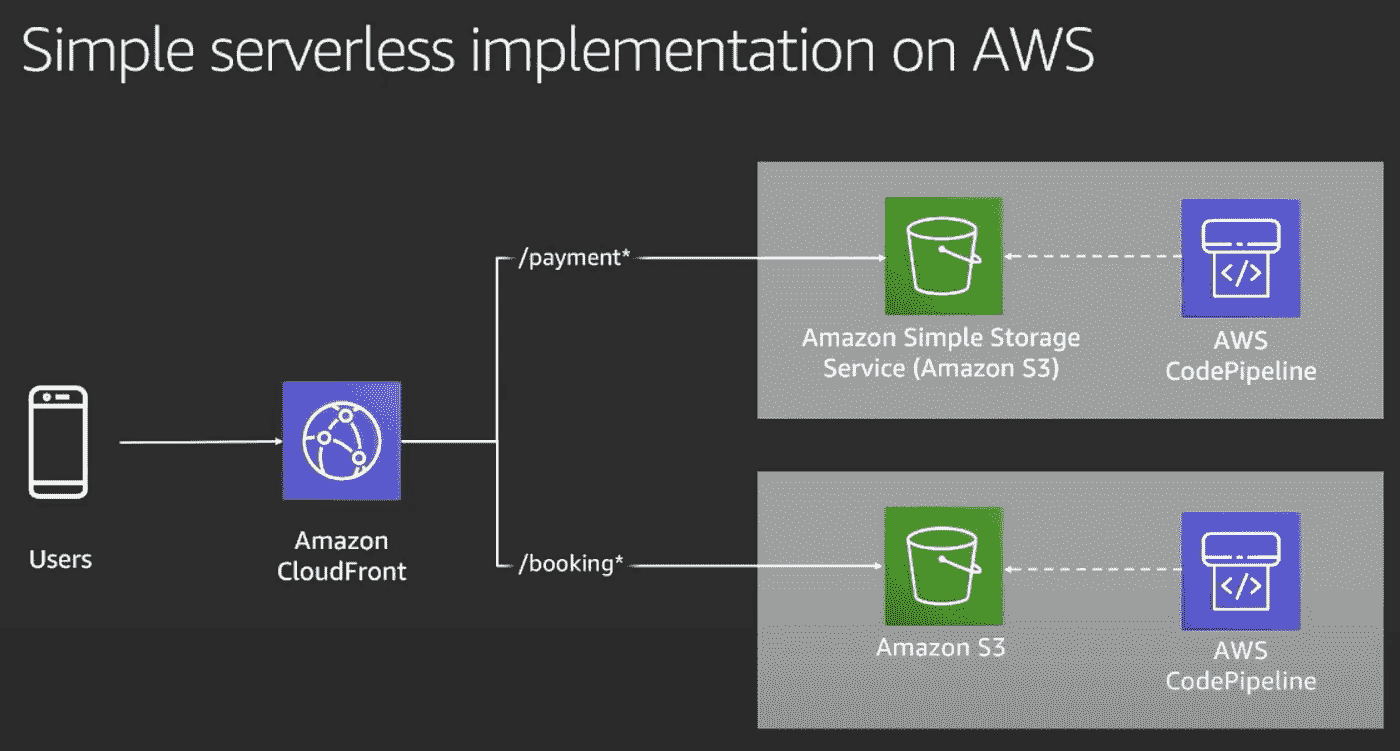 Simple serverless implementation on AWS
/payment*
Amazon Simple Storage
Service (Amazon S3)
AWS
CodePipeline
Users
Amazon
CloudFront
/booking*
Amazon S3
AWS
CodePipeline